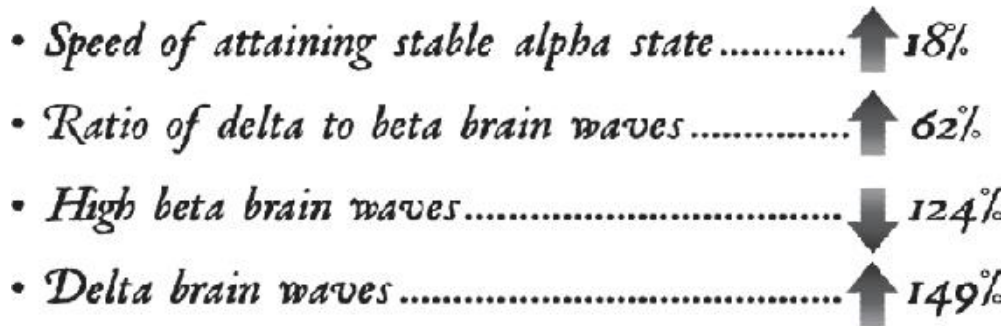 • Speed of attaining stable alpha state............⬆18%
• Ratio of delta to beta brain waves..............⬆62%
• High beta brain waves...................................⬇124%
• Delta brain waves.........................................⬆149%